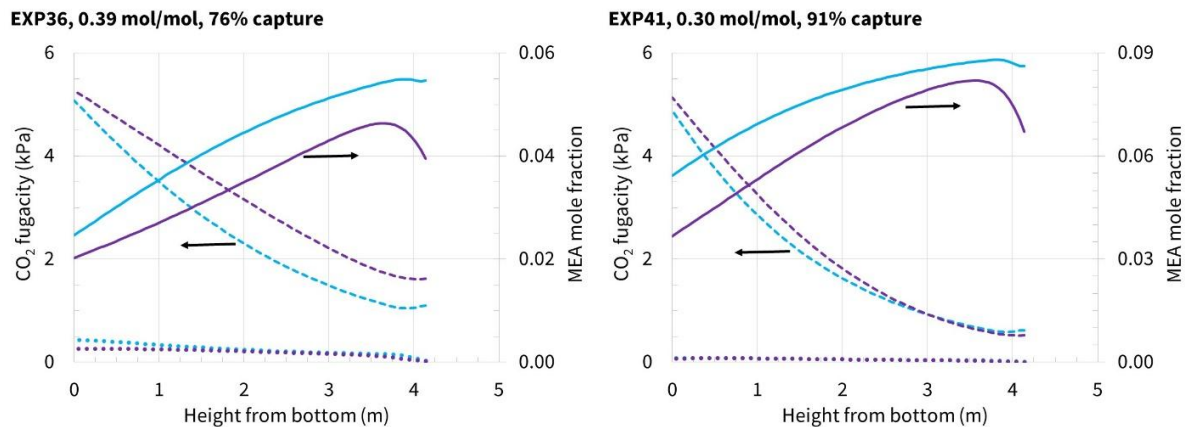 EXP36, 0.39 mol/mol, 76% capture
EXP41, 0.30 mol/mol, 91% capture
6
4
2
0
CO₂ fugacity (kPa)
0.06
0.04
0.02
0.00
MEA mole fraction
0 1 2 3 4 5
Height from bottom (m)
6
4
2
0
CO₂ fugacity (kPa)
0.09
0.06
0.03
0.00
MEA mole fraction
0 1 2 3 4 5
Height from bottom (m)